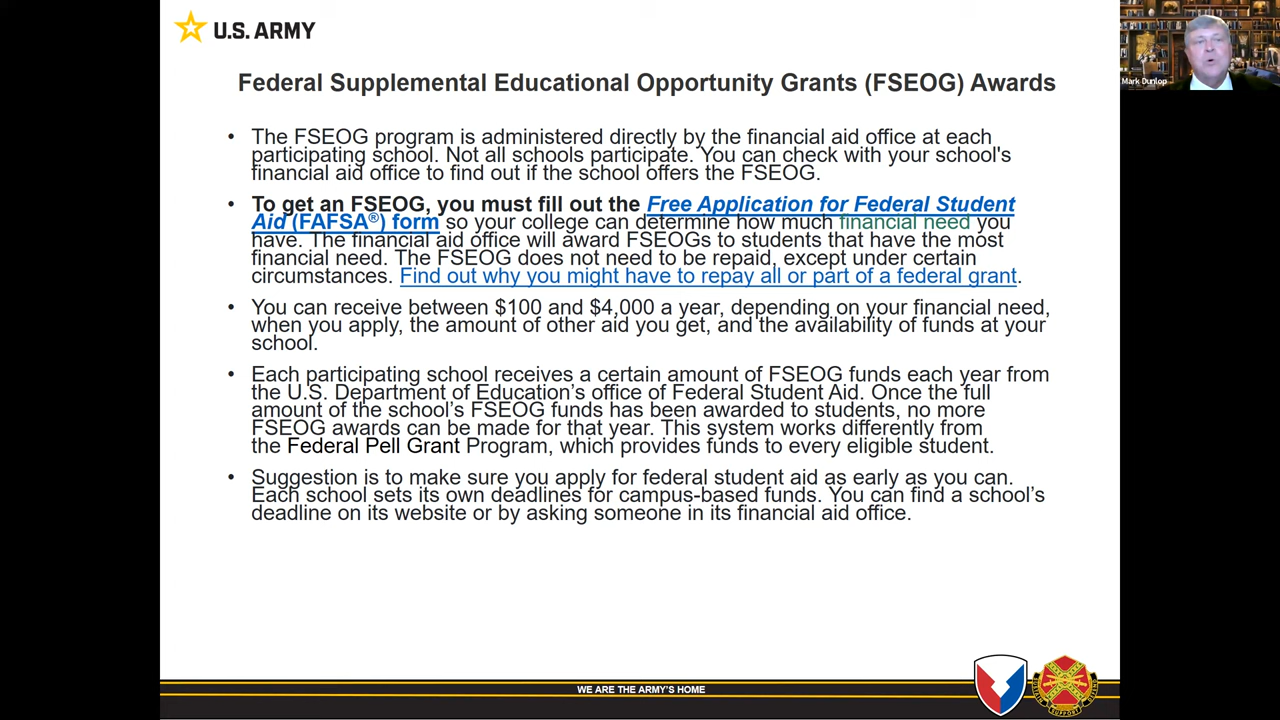 U.S. ARMY
Mark Dunlop
Federal Supplemental Educational Opportunity Grants (FSEOG) Awards
• The FSEOG program is administered directly by the financial aid office at each
participating school. Not all schools participate. You can check with your school's
financial aid office to find out if the school offers the FSEOG.
• To get an FSEOG, you must fill out the Free Application for Federal Student
Aid (FAFSA®) form so your college can determine how much financial need you
have. The financial aid office will award FSEOGs to students that have the most
financial need. The FSEOG does not need to be repaid, except under certain
circumstances. Find out why you might have to repay all or part of a federal grant.
• You can receive between $100 and $4,000 a year, depending on your financial need,
when you apply, the amount of other aid you get, and the availability of funds at your
school.
• Each participating school receives a certain amount of FSEOG funds each year from
the U.S. Department of Education’s office of Federal Student Aid. Once the full
amount of the school’s FSEOG funds has been awarded to students, no more
FSEOG awards can be made for that year. This system works differently from
the Federal Pell Grant Program, which provides funds to every eligible student.
• Suggestion is to make sure you apply for federal student aid as early as you can.
Each school sets its own deadlines for campus-based funds. You can find a school’s
deadline on its website or by asking someone in its financial aid office.
WE ARE THE ARMY'S HOME